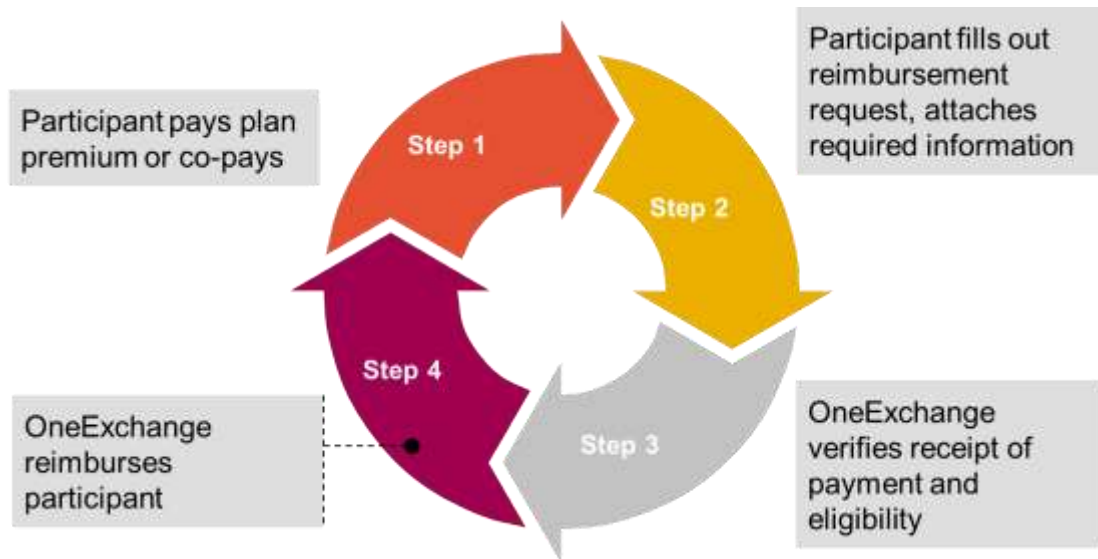 Participant pays plan
premium or co-pays
Step 1
Participant fills out
reimbursement
request, attaches
required information
Step 2
OneExchange
verifies receipt of
payment and
eligibility
Step 3
OneExchange
reimburses
participant
Step 4